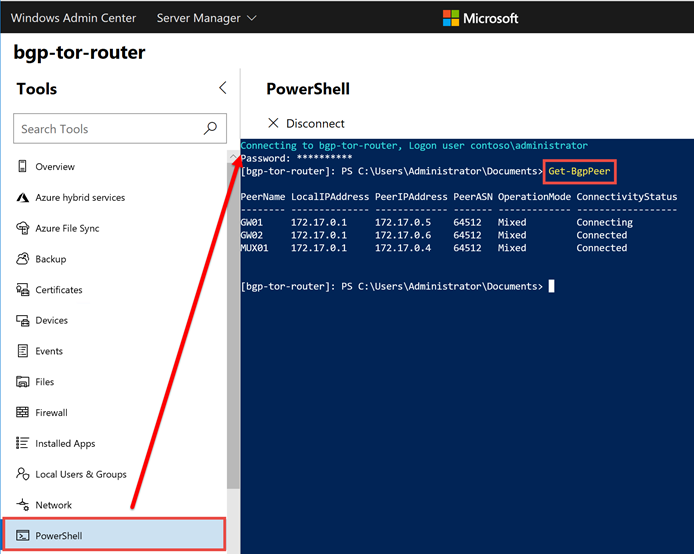 Windows Admin Center Server Manager
Microsoft
bgp-tor-router
Tools
Search Tools
Overview
Azure hybrid services
Azure File Sync
Backup
Certificates
Devices
Events
Files
Firewall
Installed Apps
Local Users & Groups
Network
PowerShell
PowerShell
Disconnect
Connecting to bgp-tor-router, Logon user contoso\administrator
Password: **********
[bgp-tor-router]: PS C:\Users\Administrator\Documents> Get-BgpPeer
PeerName LocalIPAddress PeerIPAddress PeerASN OperationMode ConnectivityStatus
-------- -------------- ------------- ------- ------------- ------------------
GW01 172.17.0.1 172.17.0.5 64512 Mixed Connecting
GW02 172.17.0.1 172.17.0.6 64512 Mixed Connected
MUX01 172.17.0.1 172.17.0.4 64512 Mixed Connected
[bgp-tor-router]: PS C:\Users\Administrator\Documents>